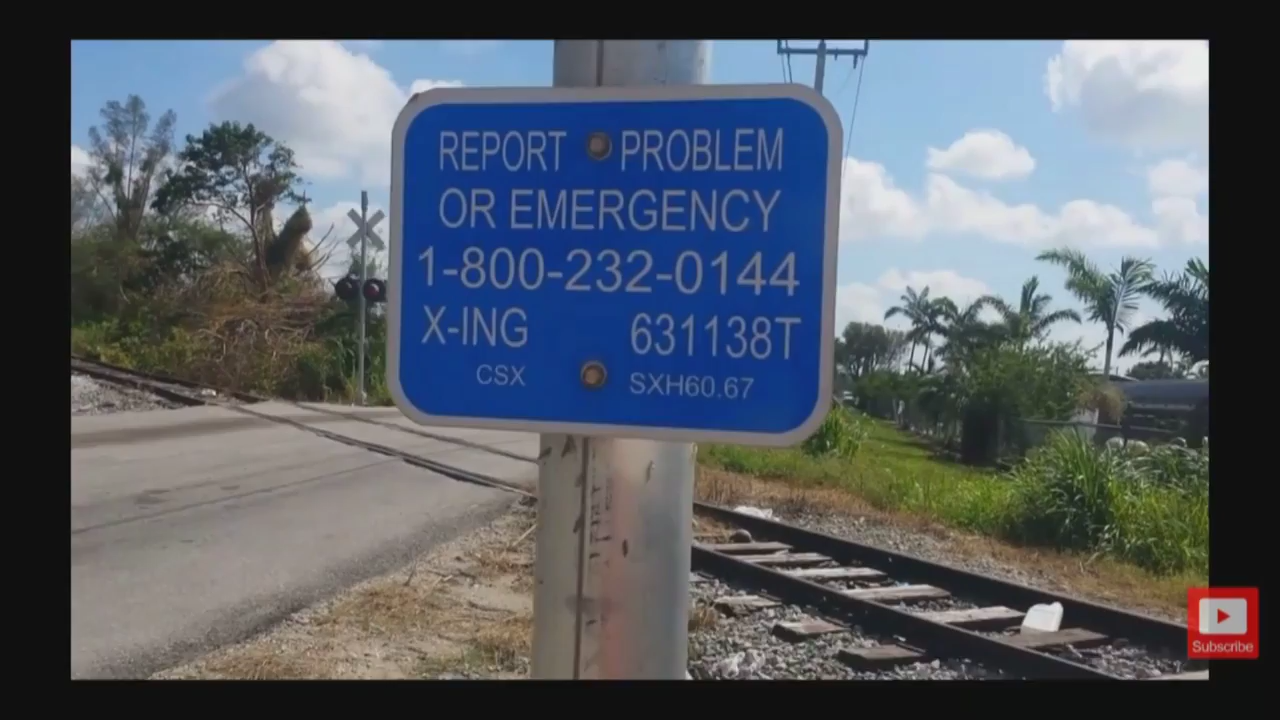 REPORT PROBLEM
OR EMERGENCY
1-800-232-0144
X-ING 631138T
CSX SXH60.67
Subscribe